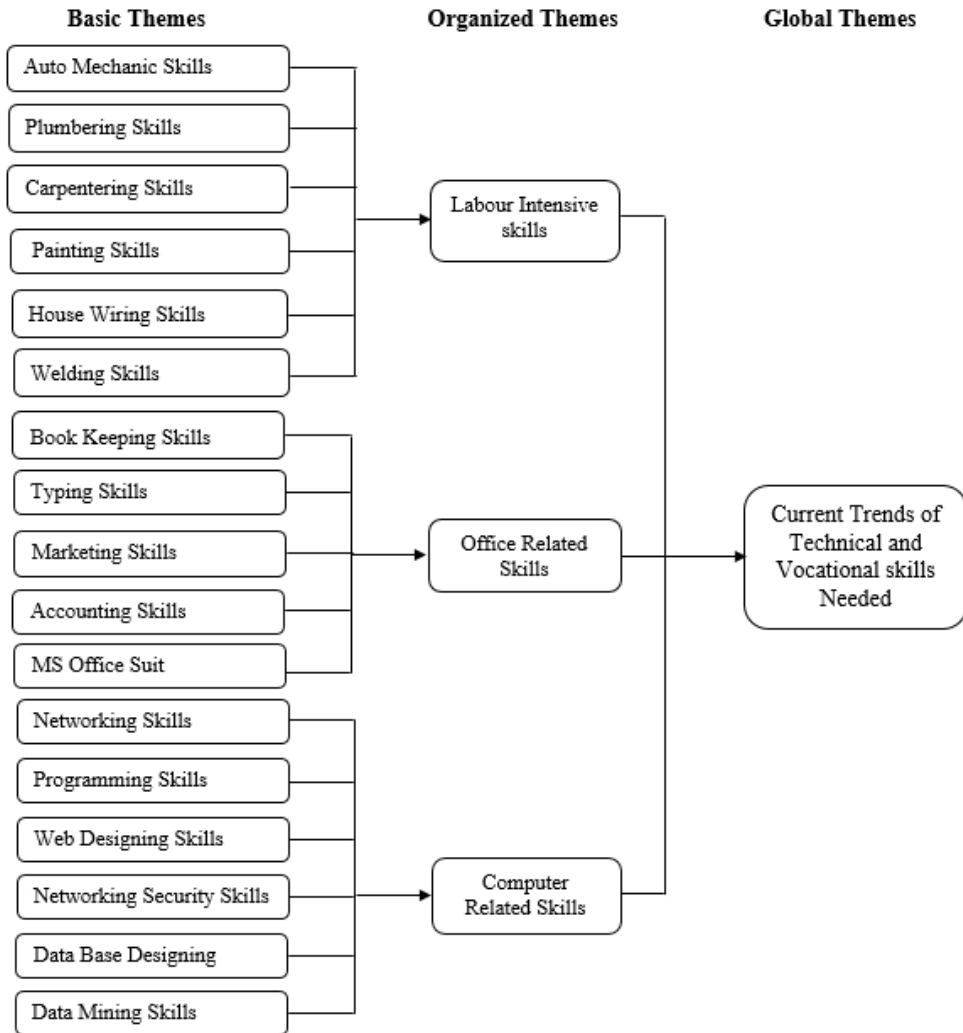 Basic Themes
Organized Themes
Global Themes
Auto Mechanic Skills
Plumbering Skills
Carpentering Skills
Painting Skills
House Wiring Skills
Welding Skills
Labour Intensive
skills
Book Keeping Skills
Typing Skills
Marketing Skills
Accounting Skills
MS Office Suit
Office Related
Skills
Networking Skills
Programming Skills
Web Designing Skills
Networking Security Skills
Data Base Designing
Data Mining Skills
Computer
Related Skills
Current Trends of
Technical and
Vocational skills
Needed